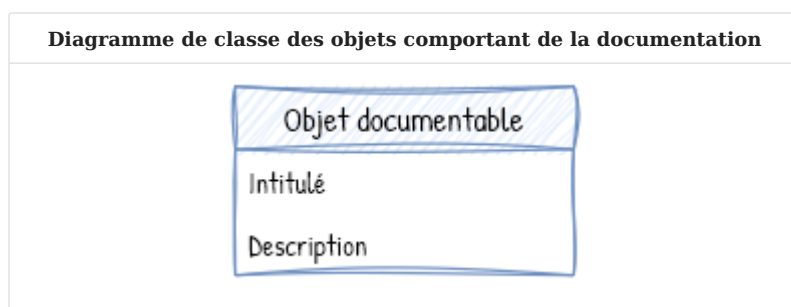 Diagramme de classe des objets comportant de la documentation
Objet documentable
Intitulé
Description